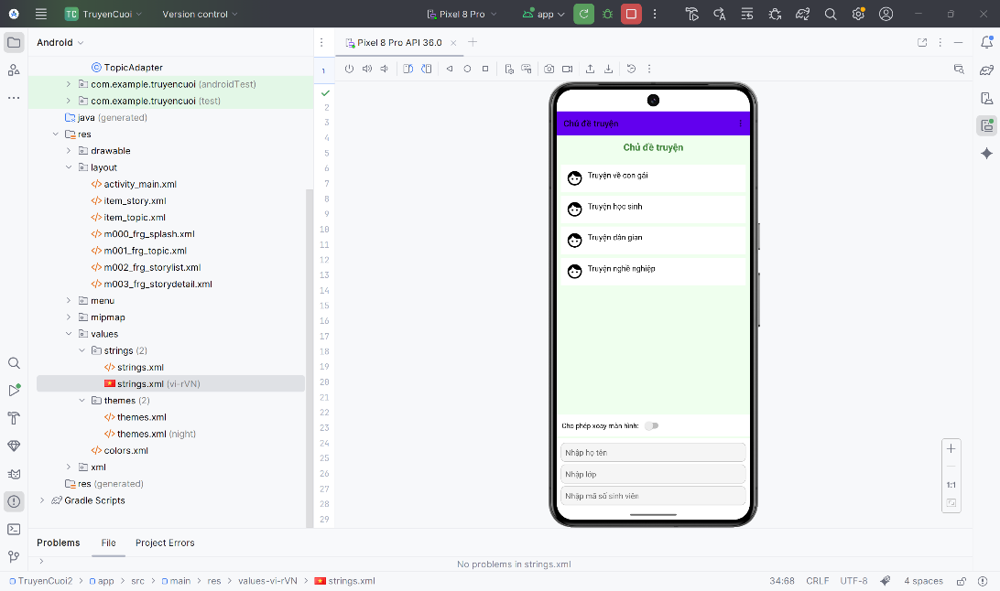 TC TruyenCuoi Version control Pixel 8 Pro app
Android
Pixel 8 Pro API 36.0
TopicAdapter
com.example.truyencuoi (androidTest)
com.example.truyencuoi (test)
java (generated)
res
drawable
layout
activity_main.xml
item_story.xml
item_topic.xml
m000_frg_splash.xml
m001_frg_topic.xml
m002_frg_storylist.xml
m003_frg_storydetail.xml
menu
mipmap
values
strings (2)
strings.xml
strings.xml (vi-rVN)
themes (2)
themes.xml
themes.xml (night)
colors.xml
xml
res (generated)
Gradle Scripts
1
2
3
4
5
6
7
8
9
10
11
12
13
14
15
16
17
18
19
20
21
22
23
24
25
26
27
28
29
Chủ đề truyện
Chủ đề truyện
Truyện về con gái
Truyện học sinh
Truyện dân gian
Truyện nghề nghiệp
Cho phép xoay màn hình:
Nhập họ tên
Nhập lớp
Nhập mã số sinh viên
1:1
Problems File Project Errors
No problems in strings.xml
TruyenCuoi2 > app > src > main > res > values-vi-rVN > strings.xml 34:68 CRLF UTF-8 4 spaces